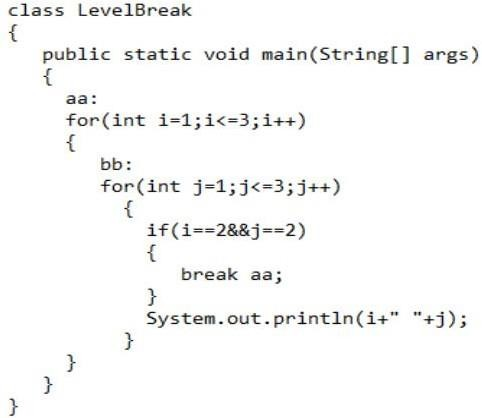 class LevelBreak
{
public static void main(String[] args)
{
aa:
for(int i=1;i<=3;i++)
{
bb:
for(int j=1;j<=3;j++)
{
if(i==2&&j==2)
{
break aa;
}
System.out.println(i+" "+j);
}
}
}
}